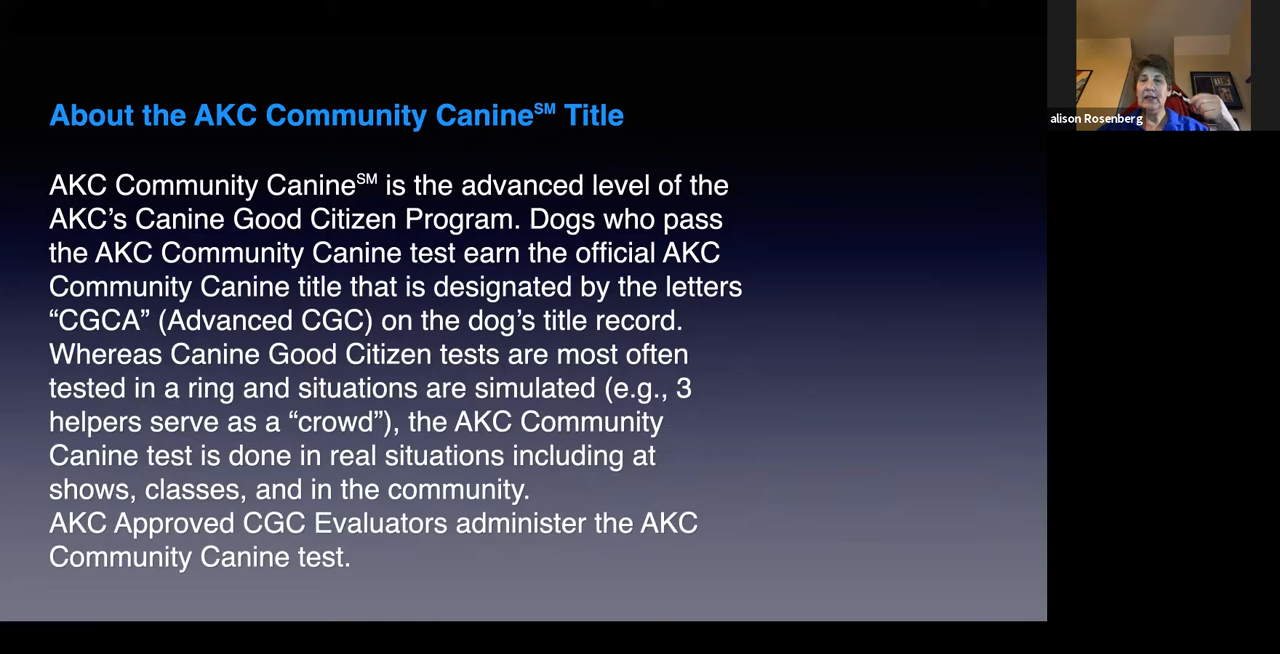 About the AKC Community Canine℠ Title
AKC Community Canine℠ is the advanced level of the
AKC’s Canine Good Citizen Program. Dogs who pass
the AKC Community Canine test earn the official AKC
Community Canine title that is designated by the letters
“CGCA” (Advanced CGC) on the dog’s title record.
Whereas Canine Good Citizen tests are most often
tested in a ring and situations are simulated (e.g., 3
helpers serve as a “crowd”), the AKC Community
Canine test is done in real situations including at
shows, classes, and in the community.
AKC Approved CGC Evaluators administer the AKC
Community Canine test.
alison Rosenberg